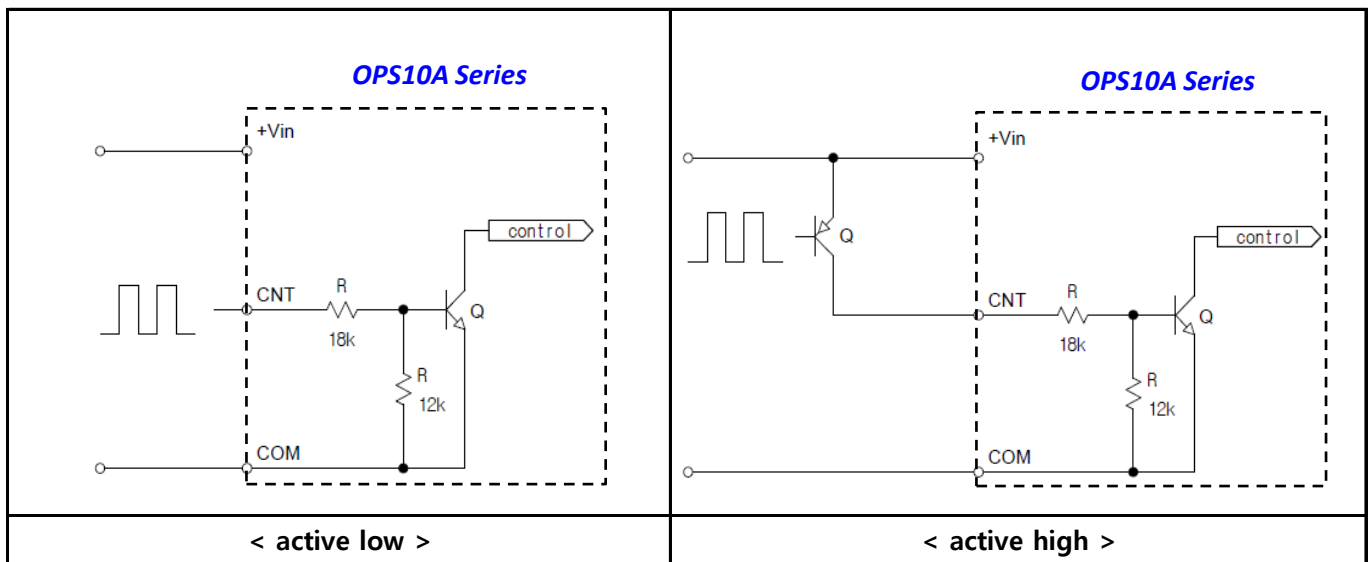 OPS10A Series
+Vin
control
CNT
R
18k
Q
R
12k
COM
< active low >
OPS10A Series
+Vin
Q
control
CNT
R
18k
Q
R
12k
COM
< active high >